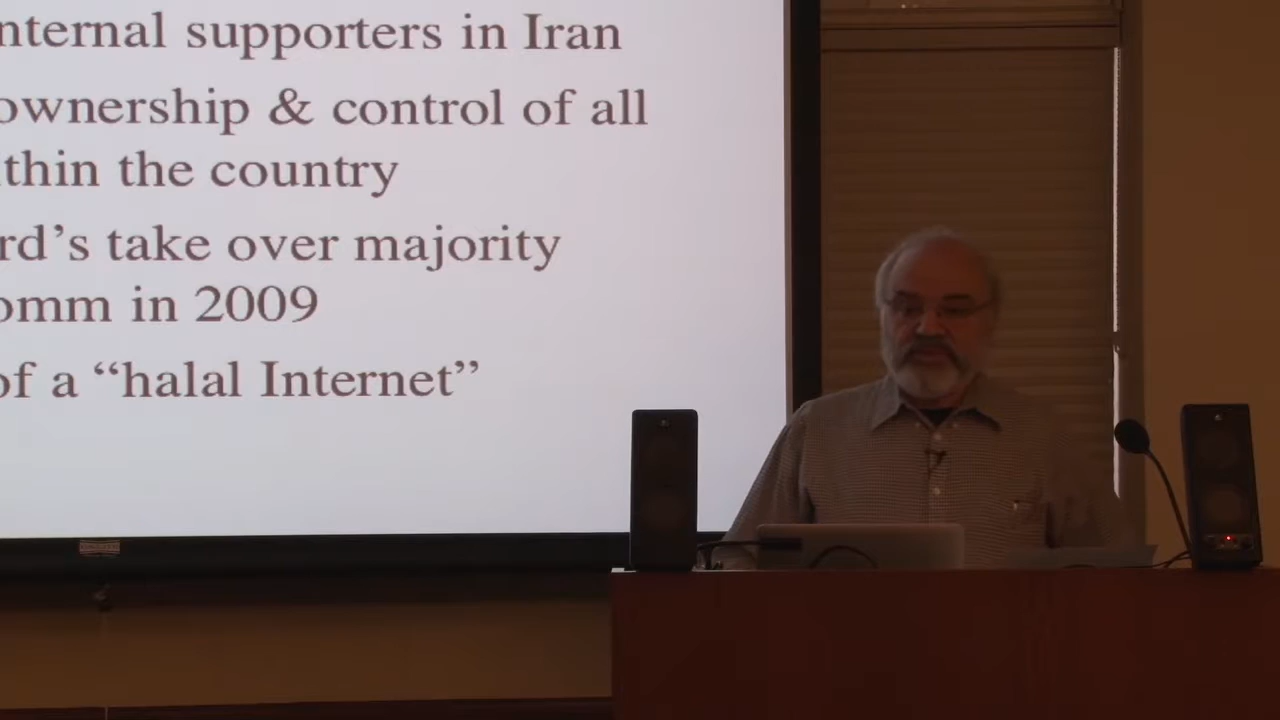 nternal supporters in Iran
ownership & control of all
thin the country
rd’s take over majority
omm in 2009
of a “halal Internet”